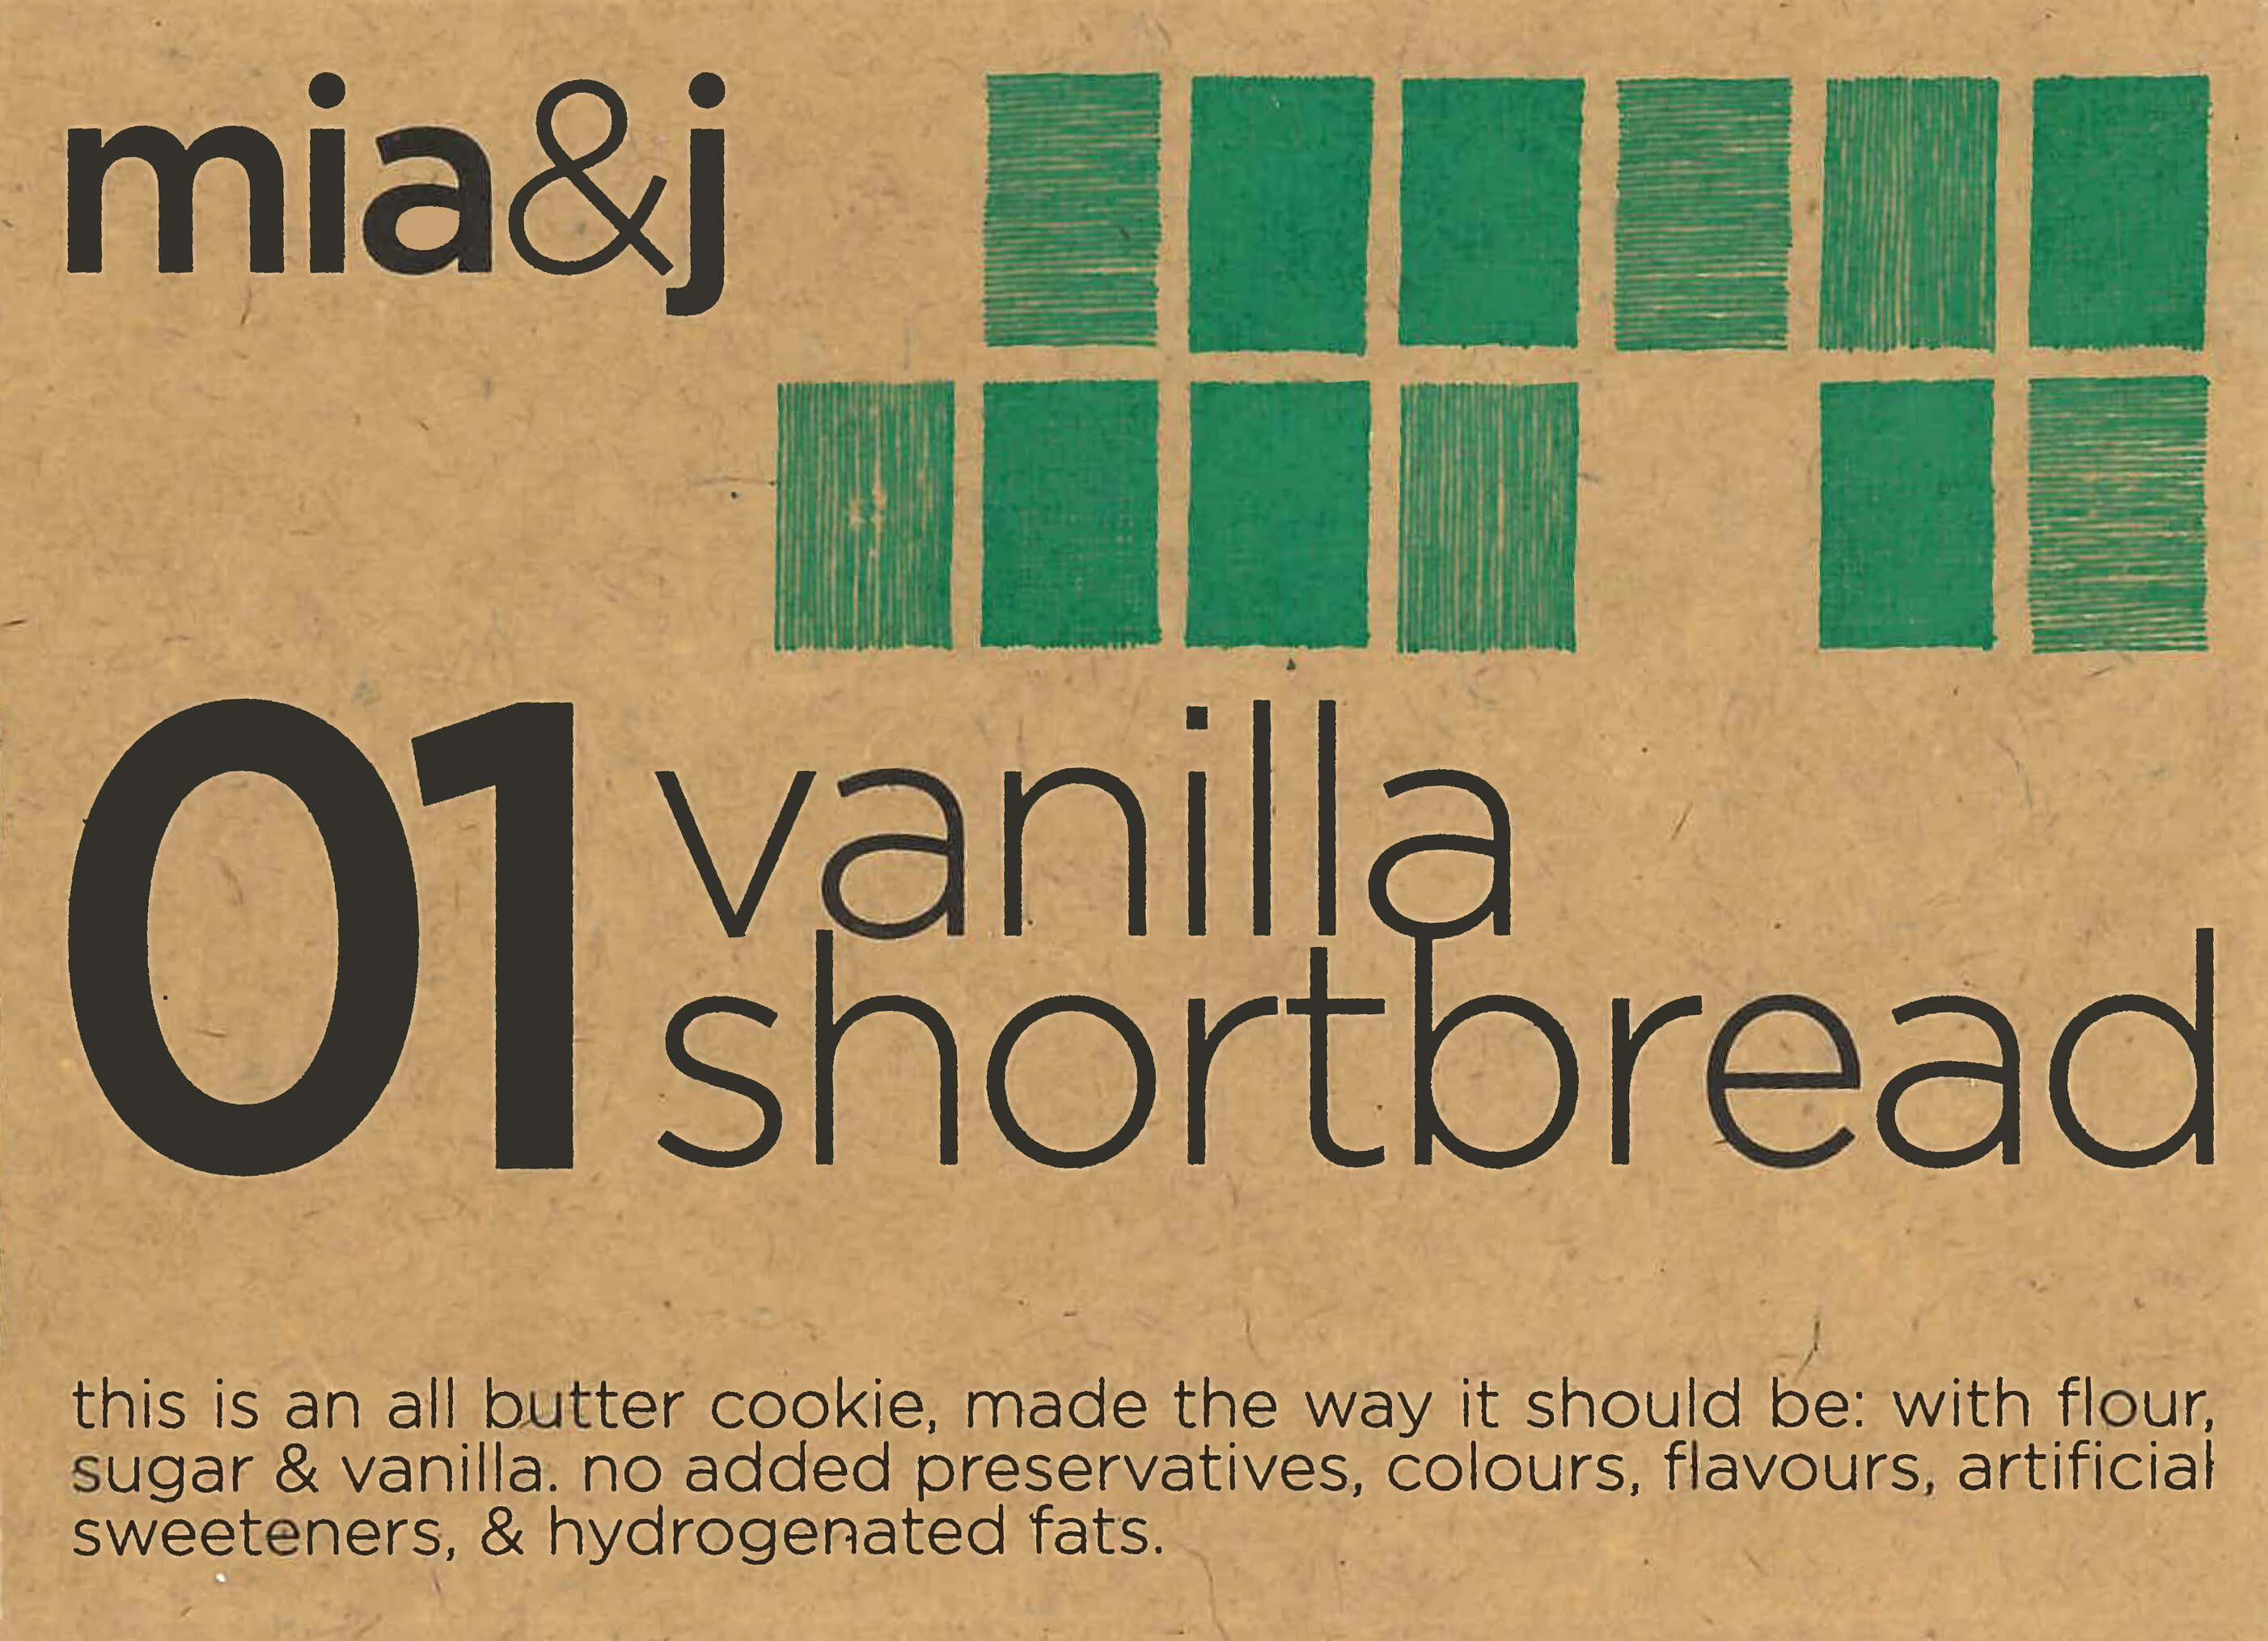 mia&j
01 vanilla
shortbread
this is an all butter cookie, made the way it should be: with flour,
sugar & vanilla. no added preservatives, colours, flavours, artificial
sweeteners, & hydrogenated fats.